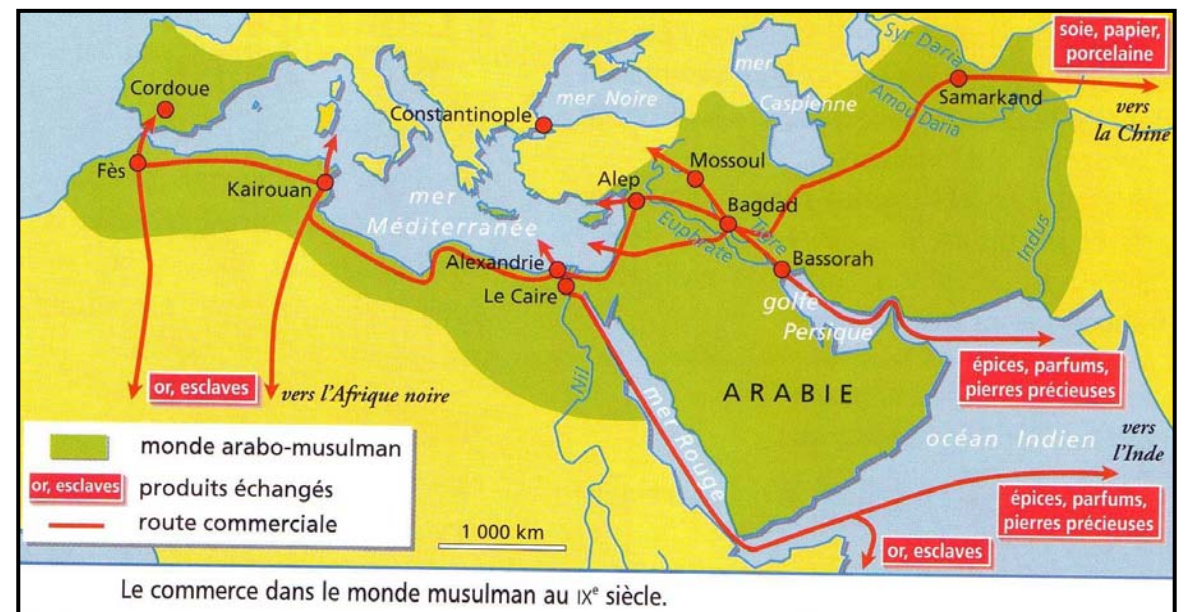 soie, papier,
porcelaine
Syr Daria
mer
Caspienne
Cordoue
mer Noire
Constantinople
Samarkand
Amou Daria
vers
la Chine
Mossoul
Fès
Kairouan
Alep
mer
Méditerranée
Bagdad
Euphrate
Tigre
Indus
Alexandrie
Bassorah
Le Caire
golfe
Persique
or, esclaves
vers l'Afrique noire
Nil
mer Rouge
ARABIE
épices, parfums,
pierres précieuses
océan Indien
vers
l'Inde
épices, parfums,
pierres précieuses
or, esclaves
monde arabo-musulman
or, esclaves produits échangés
route commerciale
1 000 km
Le commerce dans le monde musulman au IXe siècle.